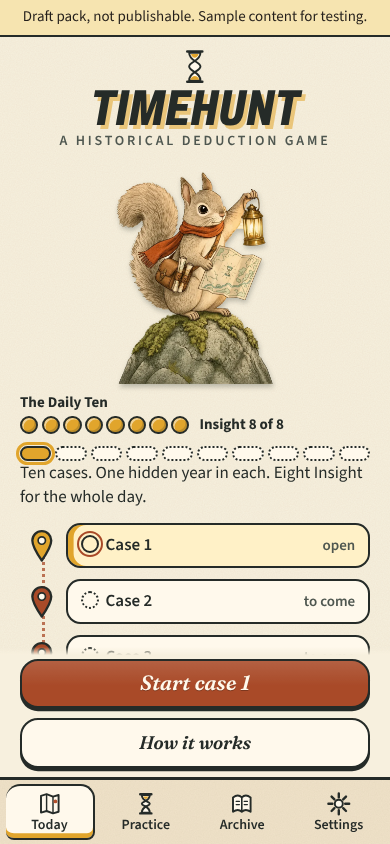 Draft pack, not publishable. Sample content for testing.
TIMEHUNT
A HISTORICAL DEDUCTION GAME
The Daily Ten
Insight 8 of 8
Ten cases. One hidden year in each. Eight Insight
for the whole day.
Case 1 open
Case 2 to come
Start case 1
How it works
Today Practice Archive Settings